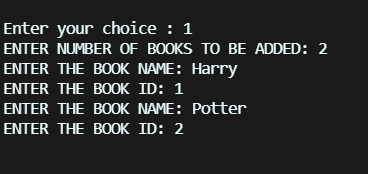 Enter your choice : 1
ENTER NUMBER OF BOOKS TO BE ADDED: 2
ENTER THE BOOK NAME: Harry
ENTER THE BOOK ID: 1
ENTER THE BOOK NAME: Potter
ENTER THE BOOK ID: 2